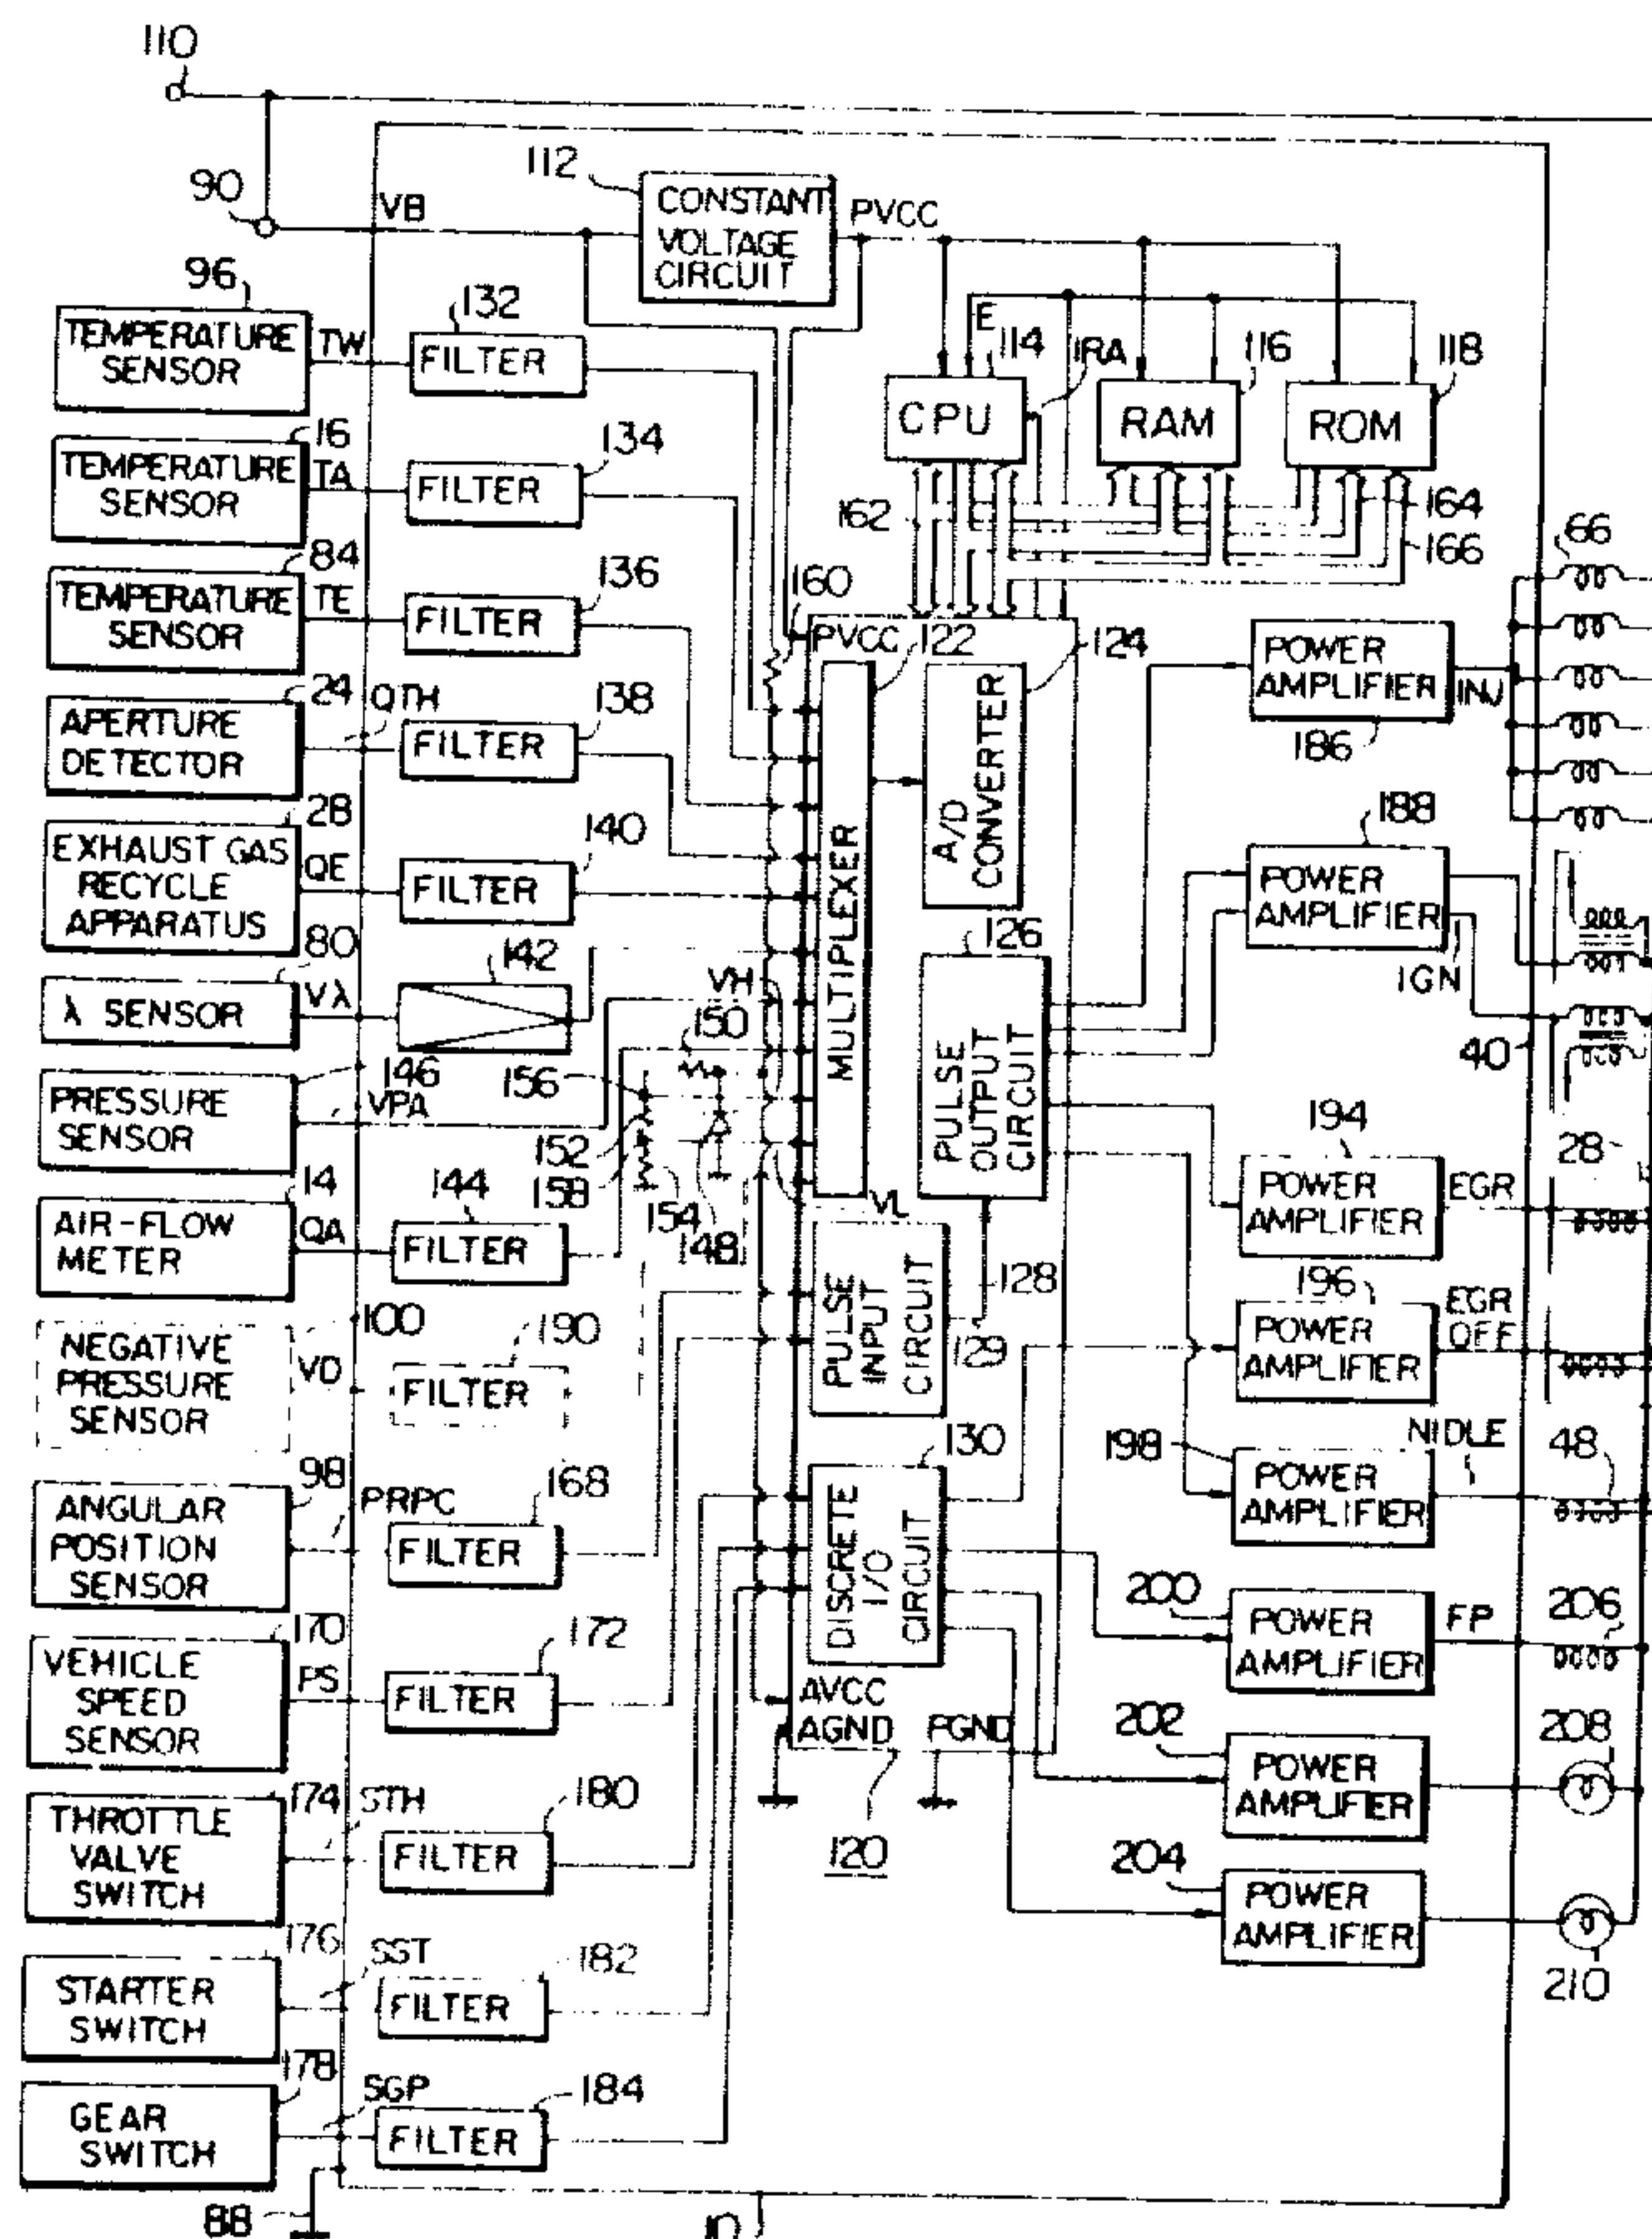 110
112
90
VB
CONSTANT
VOLTAGE
CIRCUIT
PVCC
96
TEMPERATURE
SENSOR
TW
132
FILTER
E
114
IRA
116
118
CPU
RAM
ROM
16
TEMPERATURE
SENSOR
TA
134
FILTER
162
164
166
84
TEMPERATURE
SENSOR
TE
136
FILTER
160
PVCC
122
124
66
POWER
AMPLIFIER
INJ
186
24
APERTURE
DETECTOR
QTH
138
FILTER
MULTIPLEXER
A/D
CONVERTER
28
EXHAUST GAS
RECYCLE
APPARATUS
QE
140
FILTER
188
POWER
AMPLIFIER
IGN
40
80
λ SENSOR
Vλ
142
VH
126
PULSE
OUTPUT
CIRCUIT
146
PRESSURE
SENSOR
VPA
150
156
152
158
154
148
VL
194
POWER
AMPLIFIER
EGR
28
14
AIR-FLOW
METER
QA
144
FILTER
128
129
PULSE
INPUT
CIRCUIT
100
NEGATIVE
PRESSURE
SENSOR
VD
190
FILTER
196
POWER
AMPLIFIER
EGR
OFF
98
ANGULAR
POSITION
SENSOR
PRPC
168
FILTER
130
DISCRETE
I/O
CIRCUIT
198
POWER
AMPLIFIER
NIDLE
48
170
VEHICLE
SPEED
SENSOR
PS
172
FILTER
AVCC
AGND
PGND
120
200
POWER
AMPLIFIER
FP
206
202
POWER
AMPLIFIER
208
174
THROTTLE
VALVE
SWITCH
STH
180
FILTER
204
POWER
AMPLIFIER
210
176
STARTER
SWITCH
SST
182
FILTER
178
GEAR
SWITCH
SGP
184
FILTER
88